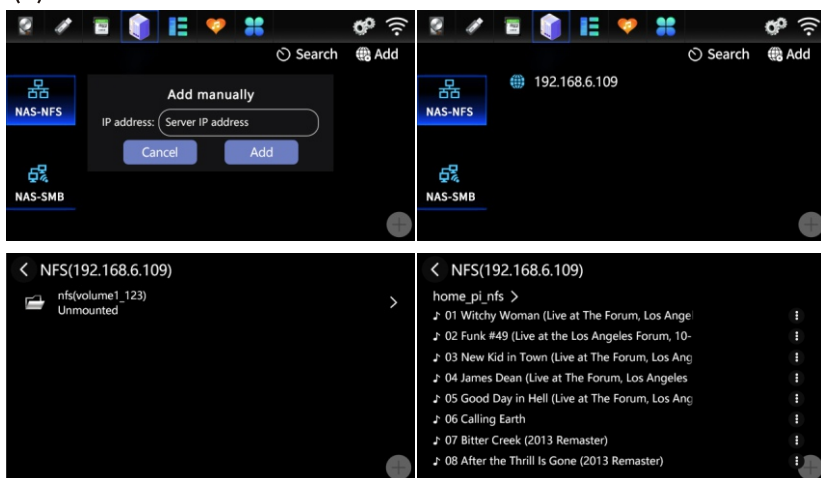 Search Add
NAS-NFS
Add manually
IP address: Server IP address
Cancel Add
NAS-SMB
Search Add
NAS-NFS
192.168.6.109
NAS-SMB
NFS(192.168.6.109)
nfs(volume1_123)
Unmounted
NFS(192.168.6.109)
home_pi_nfs >
01 Witchy Woman (Live at The Forum, Los Angel
02 Funk #49 (Live at the Los Angeles Forum, 10-
03 New Kid in Town (Live at The Forum, Los Ang
04 James Dean (Live at The Forum, Los Angeles
05 Good Day in Hell (Live at The Forum, Los Ang
06 Calling Earth
07 Bitter Creek (2013 Remaster)
08 After the Thrill Is Gone (2013 Remaster)